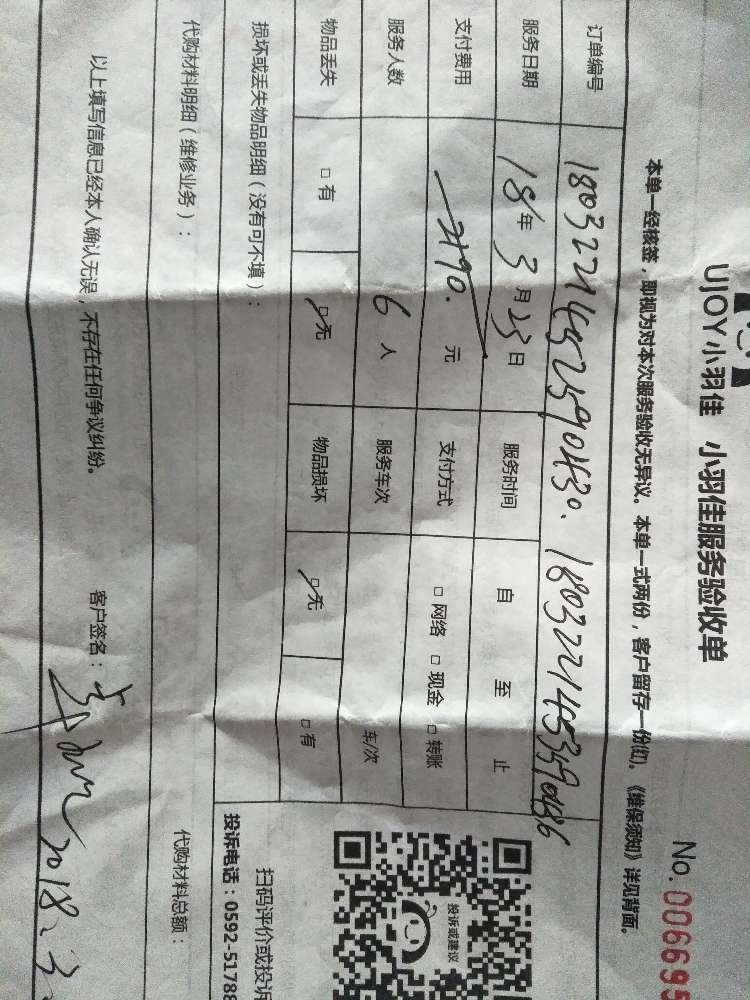 UJOY小羽佳 小羽佳服务验收单
No. 00669
本单一经核签，即视为对本次服务验收无异议。本单一式两份，客户留存一份(红)。《维保须知》详见背面。
订单编号
服务日期 18年3月23日 服务时间 自 至 止
支付费用 2190. 元 支付方式 □ 网络 □ 现金 □ 转账
服务人数 6 人 服务车次 车/次
物品丢失 □ 有 □ 无 物品损坏 □ 无 □ 有
损坏或丢失物品明细（没有可不填）：
代购材料明细（维修业务）：
代购材料总额：
以上填写信息已经本人确认无误，不存在任何争议纠纷。
客户签名：
2018.3.
投诉或建议
扫码评价或投诉
投诉电话：0592-5178